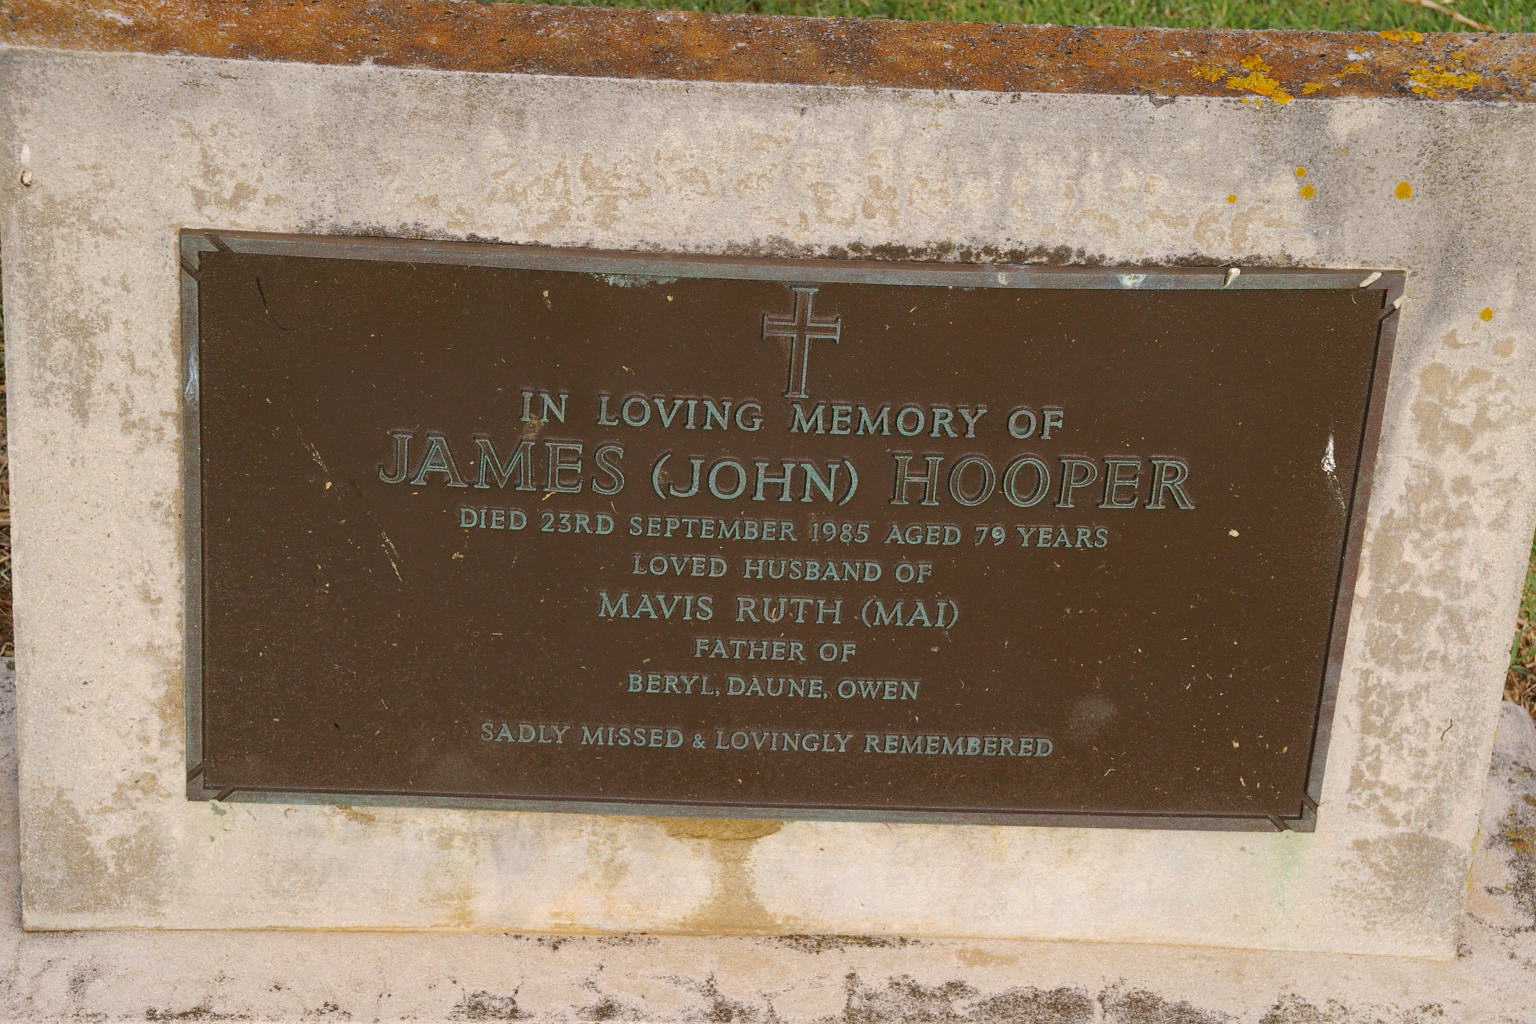 IN LOVING MEMORY OF
JAMES (JOHN) HOOPER
DIED 23RD SEPTEMBER 1985 AGED 79 YEARS
LOVED HUSBAND OF
MAVIS RUTH (MAI)
FATHER OF
BERYL, DAUNE, OWEN
SADLY MISSED & LOVINGLY REMEMBERED